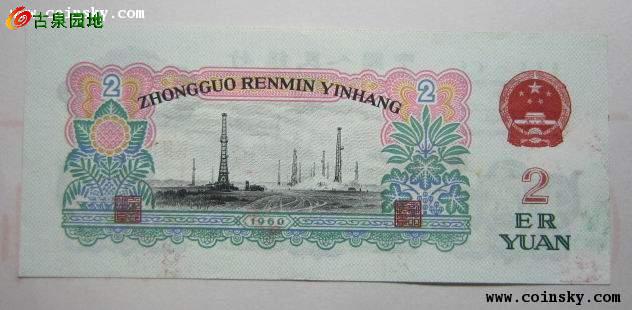 www.coinsky.com
古泉园地
ZHONGGUO RENMIN YINHANG
2
2
1960
2
ER
YUAN
www.coinsky.com